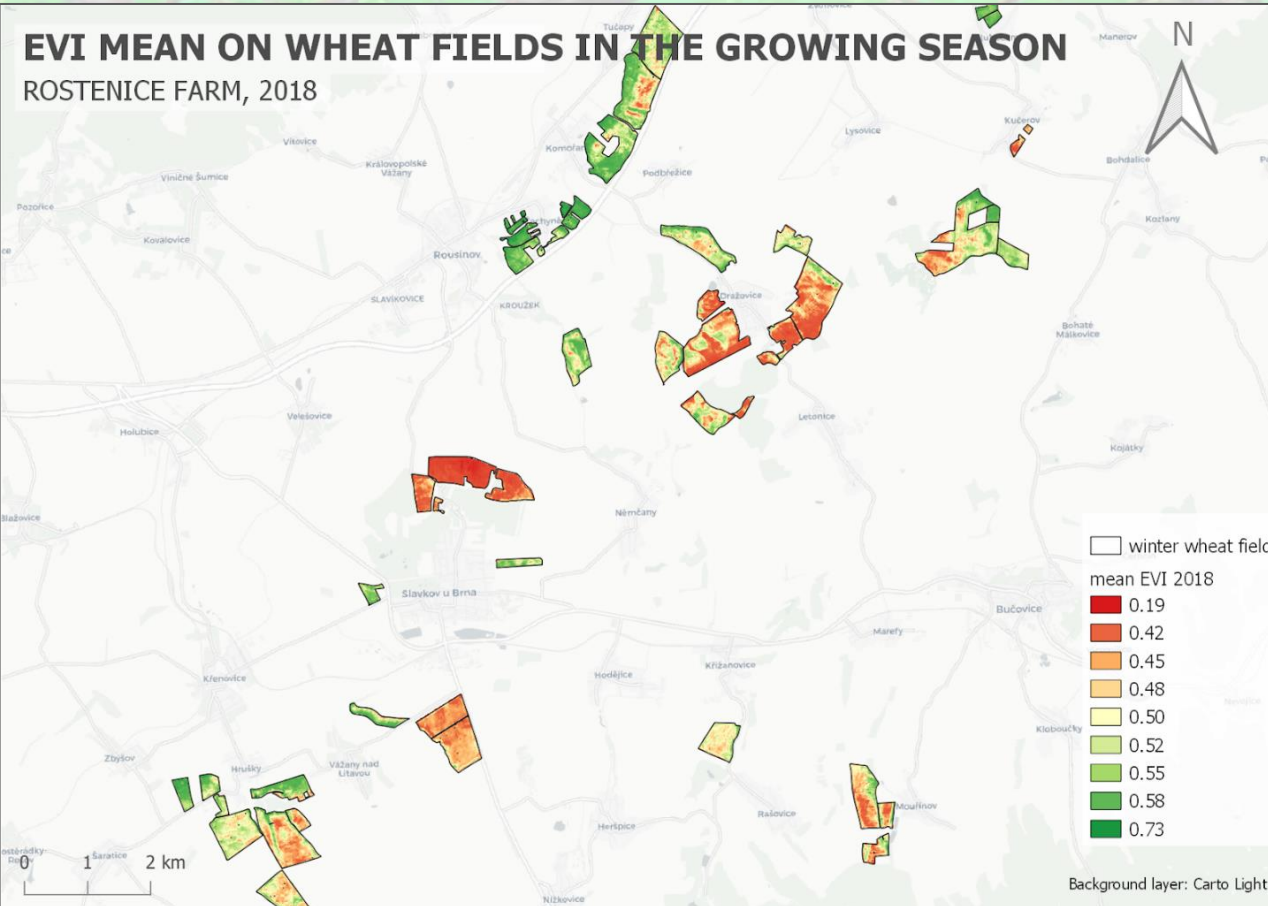 EVI MEAN ON WHEAT FIELDS IN THE GROWING SEASON
ROSTENICE FARM, 2018
N
Tučapy
Manerov
Kučerov
Lysovice
Vítovice
Komořan
Bohdalice
Královopolské
Vážany
Podbřežice
Viničné Šumice
Pozořice
Kozlany
Kovalovice
Rousínov
SLAVÍKOVICE
KROUŽEK
Dražovice
Bohaté
Málkovice
Velešovice
Letonice
Holubice
Kojátky
Němčany
Blažovice
winter wheat field
mean EVI 2018
0.19
0.42
0.45
0.48
0.50
0.52
0.55
0.58
0.73
Slavkov u Brna
Bučovice
Marefy
Křižanovice
Hodějice
Křenovice
Kloboučky
Zbyšov
Hrušky
Vážany nad
Litavou
Mouřínov
Rašovice
Heršpice
Šaratice
0 1 2 km
Nížkovice
Background layer: Carto Light